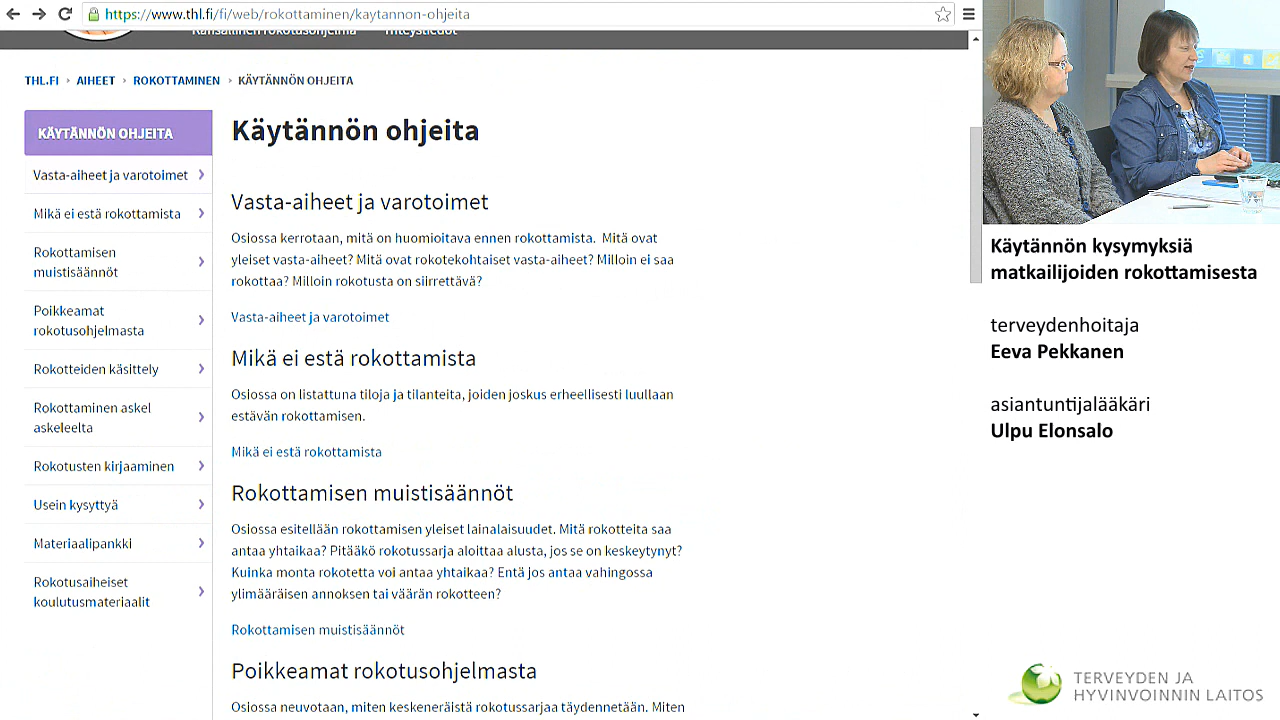 https://www.thl.fi/fi/web/rokottaminen/kaytannon-ohjeita
Kansallinen rokotusohjelma Yhteystiedot
THL.FI › AIHEET › ROKOTTAMINEN › KÄYTÄNNÖN OHJEITA
KÄYTÄNNÖN OHJEITA
Vasta-aiheet ja varotoimet
Mikä ei estä rokottamista
Rokottamisen
muistisäännöt
Poikkeamat
rokotusohjelmasta
Rokotteiden käsittely
Rokottaminen askel
askeleelta
Rokotusten kirjaaminen
Usein kysyttyä
Materiaalipankki
Rokotusaiheiset
koulutusmateriaalit
Käytännön ohjeita
Vasta-aiheet ja varotoimet
Osiossa kerrotaan, mitä on huomioitava ennen rokottamista. Mitä ovat
yleiset vasta-aiheet? Mitä ovat rokotekohtaiset vasta-aiheet? Milloin ei saa
rokottaa? Milloin rokotusta on siirrettävä?
Vasta-aiheet ja varotoimet
Mikä ei estä rokottamista
Osiossa on listattuna tiloja ja tilanteita, joiden joskus erheellisesti luullaan
estävän rokottamisen.
Mikä ei estä rokottamista
Rokottamisen muistisäännöt
Osiossa esitellään rokottamisen yleiset lainalaisuudet. Mitä rokotteita saa
antaa yhtaikaa? Pitääkö rokotussarja aloittaa alusta, jos se on keskeytynyt?
Kuinka monta rokotetta voi antaa yhtaikaa? Entä jos antaa vahingossa
ylimääräisen annoksen tai väärän rokotteen?
Rokottamisen muistisäännöt
Poikkeamat rokotusohjelmasta
Osiossa neuvotaan, miten keskeneräistä rokotussarjaa täydennetään. Miten
Käytännön kysymyksiä
matkailijoiden rokottamisesta
terveydenhoitaja
Eeva Pekkanen
asiantuntijalääkäri
Ulpu Elonsalo
TERVEYDEN JA
HYVINVOINNIN LAITOS